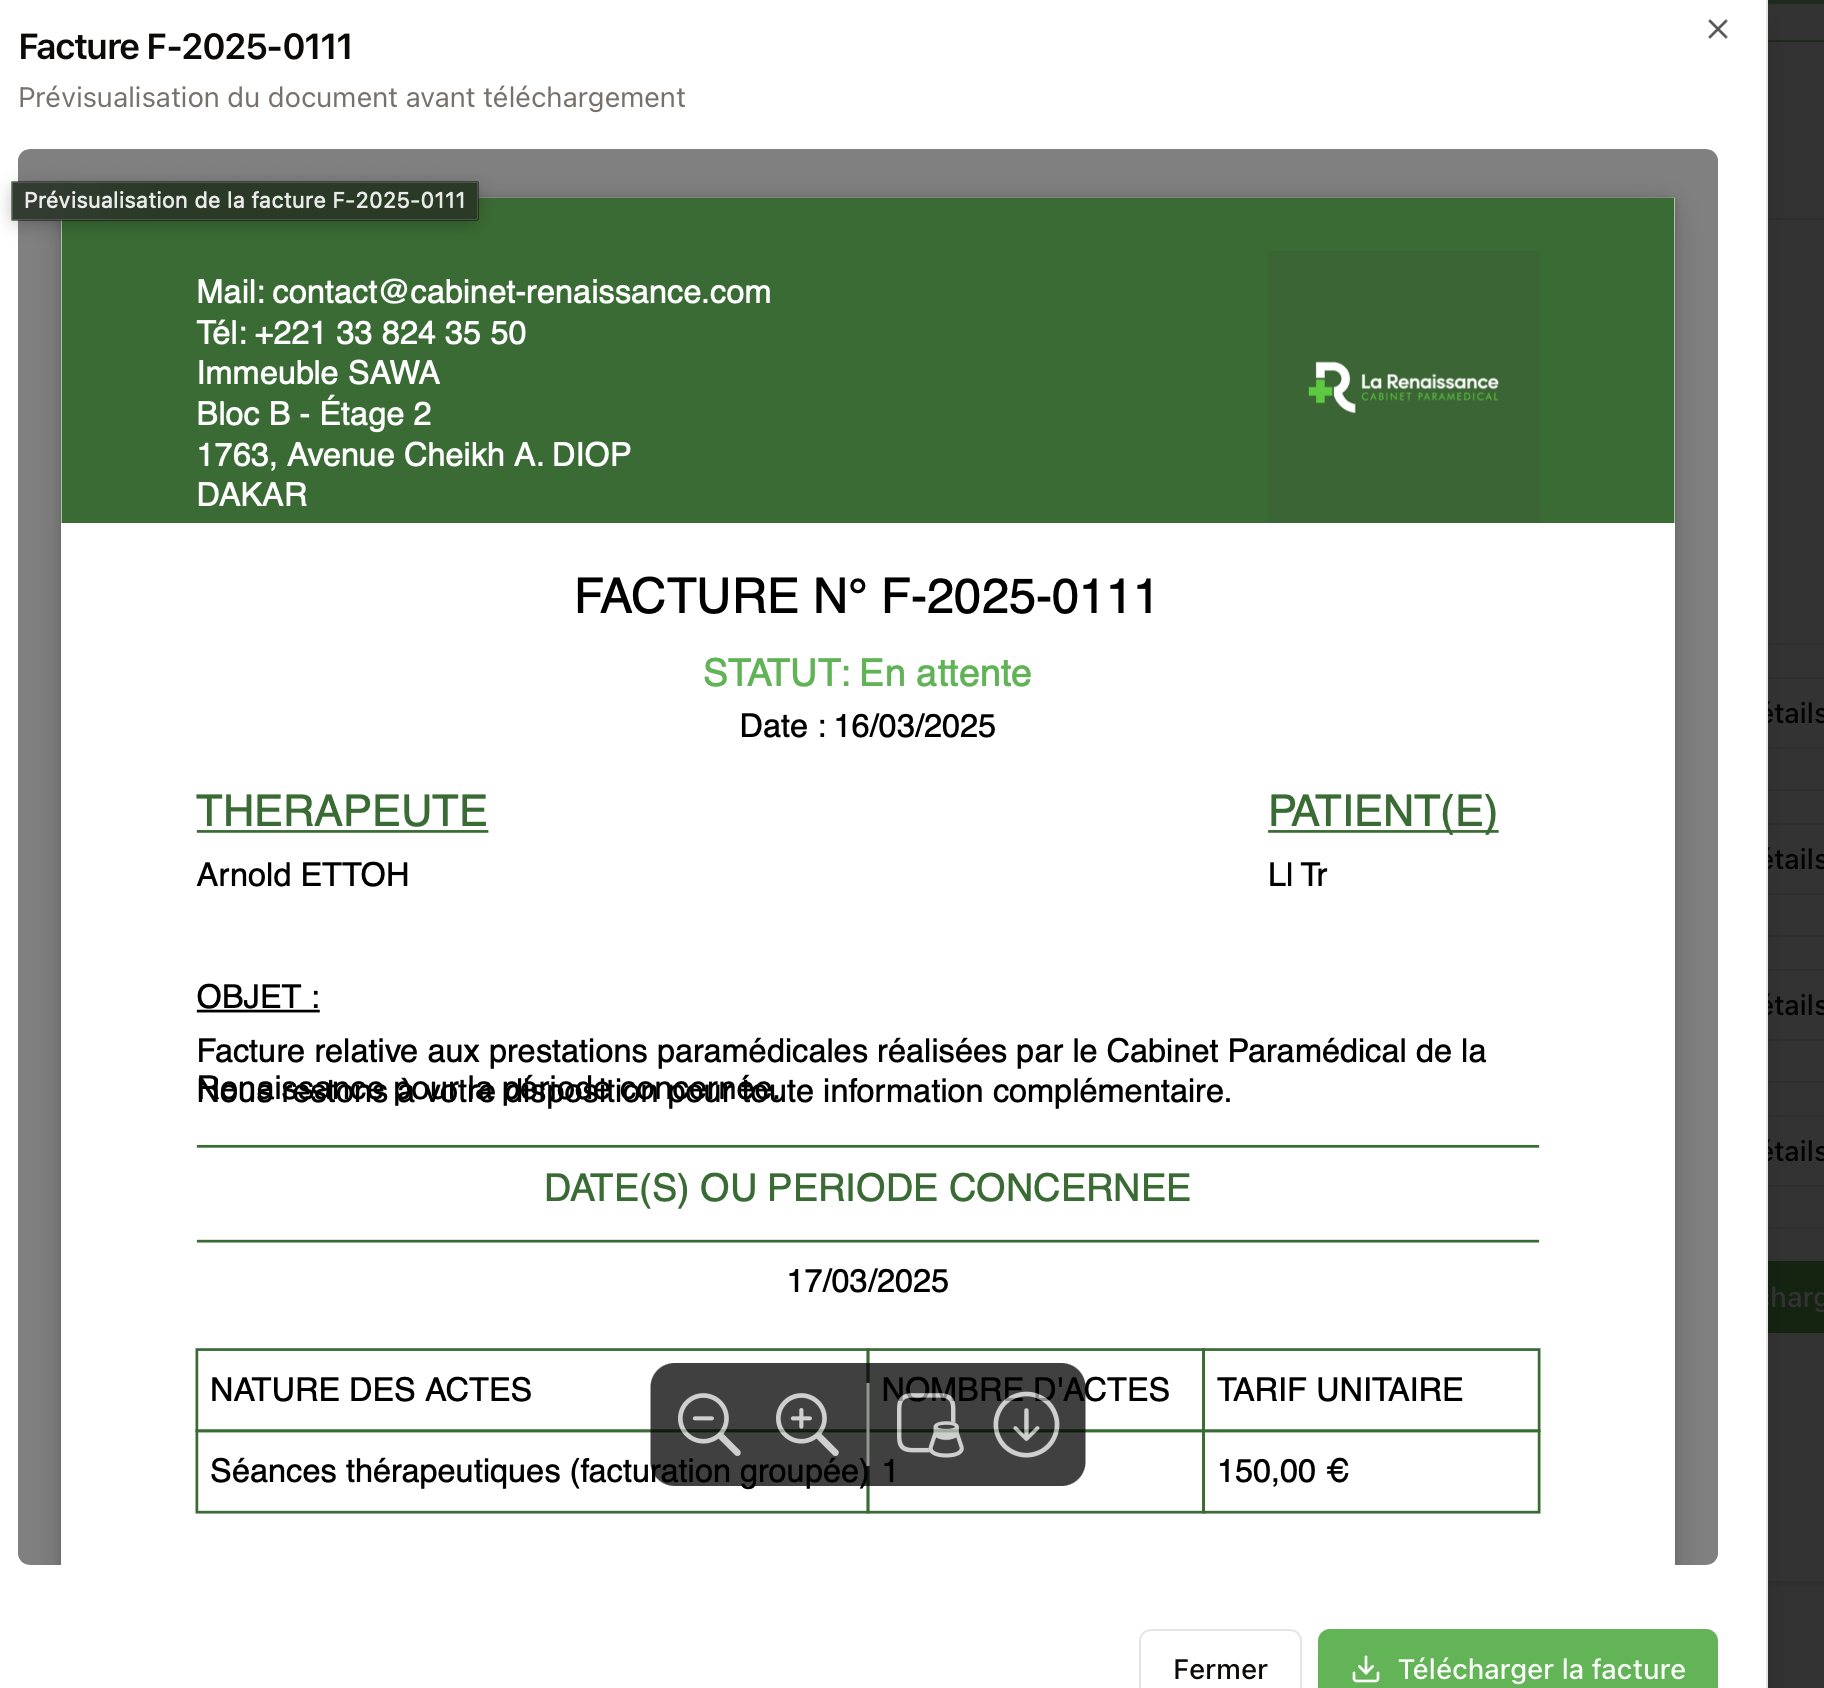 Facture F-2025-0111
Prévisualisation du document avant téléchargement
Prévisualisation de la facture F-2025-0111
Mail: contact@cabinet-renaissance.com
Tél: +221 33 824 35 50
Immeuble SAWA
Bloc B - Étage 2
1763, Avenue Cheikh A. DIOP
DAKAR
La Renaissance
CABINET PARAMEDICAL
FACTURE N° F-2025-0111
STATUT: En attente
Date : 16/03/2025
THERAPEUTE
PATIENT(E)
Arnold ETTOH
Ll Tr
OBJET :
Facture relative aux prestations paramédicales réalisées par le Cabinet Paramédical de la
Renaissance pour la période concernée.
Nous restons à votre disposition pour toute information complémentaire.
DATE(S) OU PERIODE CONCERNEE
17/03/2025
NATURE DES ACTES NOMBRE D'ACTES TARIF UNITAIRE
Séances thérapeutiques (facturation groupée) 1 150,00 €
étails
étails
étails
étails
harg
Fermer
Télécharger la facture